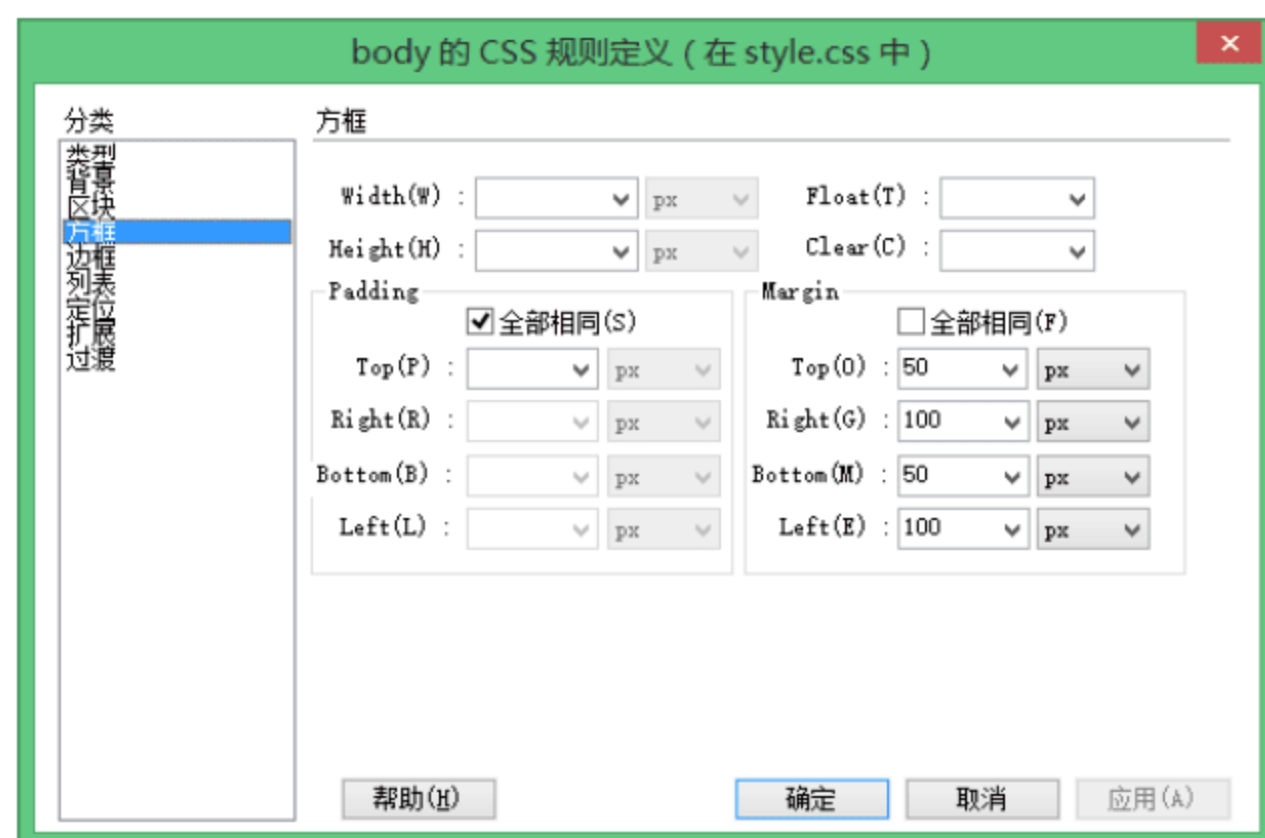 body 的 CSS 规则定义（在 style.css 中）
分类
类型
背景
区块
方框
边框
列表
定位
扩展
过渡
方框
Width(W) : px Float(T) :
Height(H) : px Clear(C) :
Padding
全部相同(S)
Top(P) : px
Right(R) : px
Bottom(B) : px
Left(L) : px
Margin
全部相同(F)
Top(O) : 50 px
Right(G) : 100 px
Bottom(M) : 50 px
Left(E) : 100 px
帮助(H) 确定 取消 应用(A)